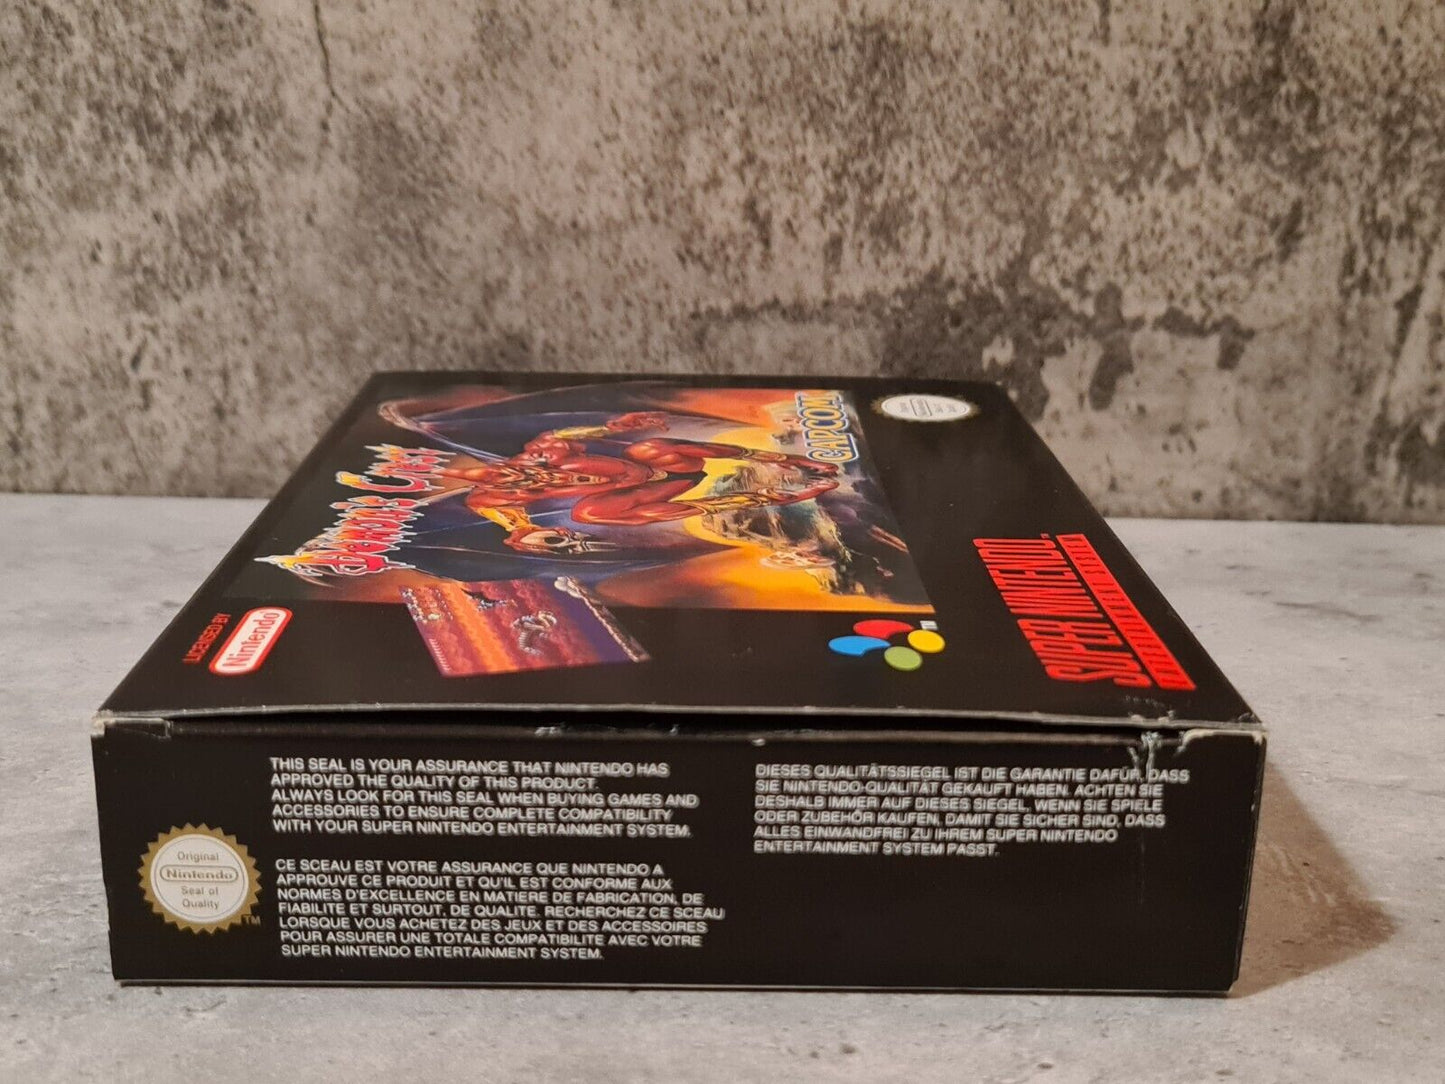 Demon's Crest
CAPCOM
LICENSED BY
Nintendo
SUPER NINTENDO
TM
THIS SEAL IS YOUR ASSURANCE THAT NINTENDO HAS
APPROVED THE QUALITY OF THIS PRODUCT.
ALWAYS LOOK FOR THIS SEAL WHEN BUYING GAMES AND
ACCESSORIES TO ENSURE COMPLETE COMPATIBILITY
WITH YOUR SUPER NINTENDO ENTERTAINMENT SYSTEM.
CE SCEAU EST VOTRE ASSURANCE QUE NINTENDO A
APPROUVE CE PRODUIT ET QU'IL EST CONFORME AUX
NORMES D'EXCELLENCE EN MATIERE DE FABRICATION, DE
FIABILITE ET SURTOUT, DE QUALITE. RECHERCHEZ CE SCEAU
LORSQUE VOUS ACHETEZ DES JEUX ET DES ACCESSOIRES
POUR ASSURER UNE TOTALE COMPATIBILITE AVEC VOTRE
SUPER NINTENDO ENTERTAINMENT SYSTEM.
DIESES QUALITÄTSSIEGEL IST DIE GARANTIE DAFÜR, DASS
SIE NINTENDO-QUALITÄT GEKAUFT HABEN. ACHTEN SIE
DESHALB IMMER AUF DIESES SIEGEL, WENN SIE SPIELE
ODER ZUBEHÖR KAUFEN, DAMIT SIE SICHER SIND, DASS
ALLES EINWANDFREI ZU IHREM SUPER NINTENDO
ENTERTAINMENT SYSTEM PASST.
Original
Nintendo
Seal of
Quality
TM